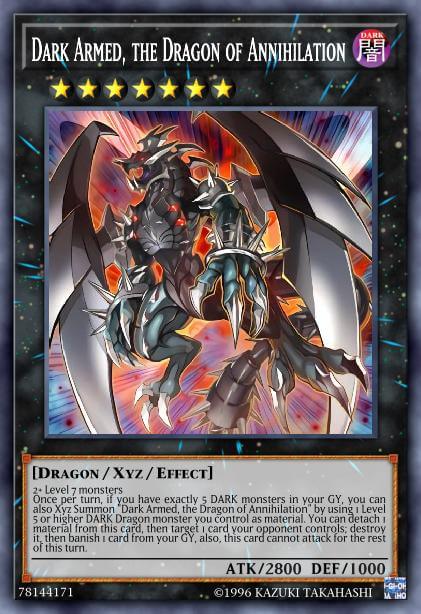 DARK ARMED, THE DRAGON OF ANNIHILATION
DARK
闇
[DRAGON / XYZ / EFFECT]
2+ Level 7 monsters
Once per turn, if you have exactly 5 DARK monsters in your GY, you can
also Xyz Summon "Dark Armed, the Dragon of Annihilation" by using 1 Level
5 or higher DARK Dragon monster you control as material. You can detach 1
material from this card, then target 1 card your opponent controls; destroy
it, then banish 1 card from your GY, also, this card cannot attack for the rest
of this turn.
ATK/2800 DEF/1000
78144171
©1996 KAZUKI TAKAHASHI